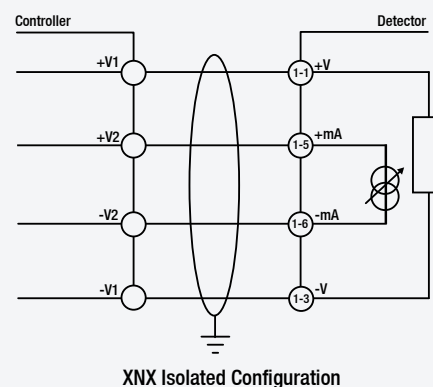 Controller Detector
+V1 1-1 +V
+V2 1-5 +mA
-V2 1-6 -mA
-V1 1-3 -V
XNX Isolated Configuration